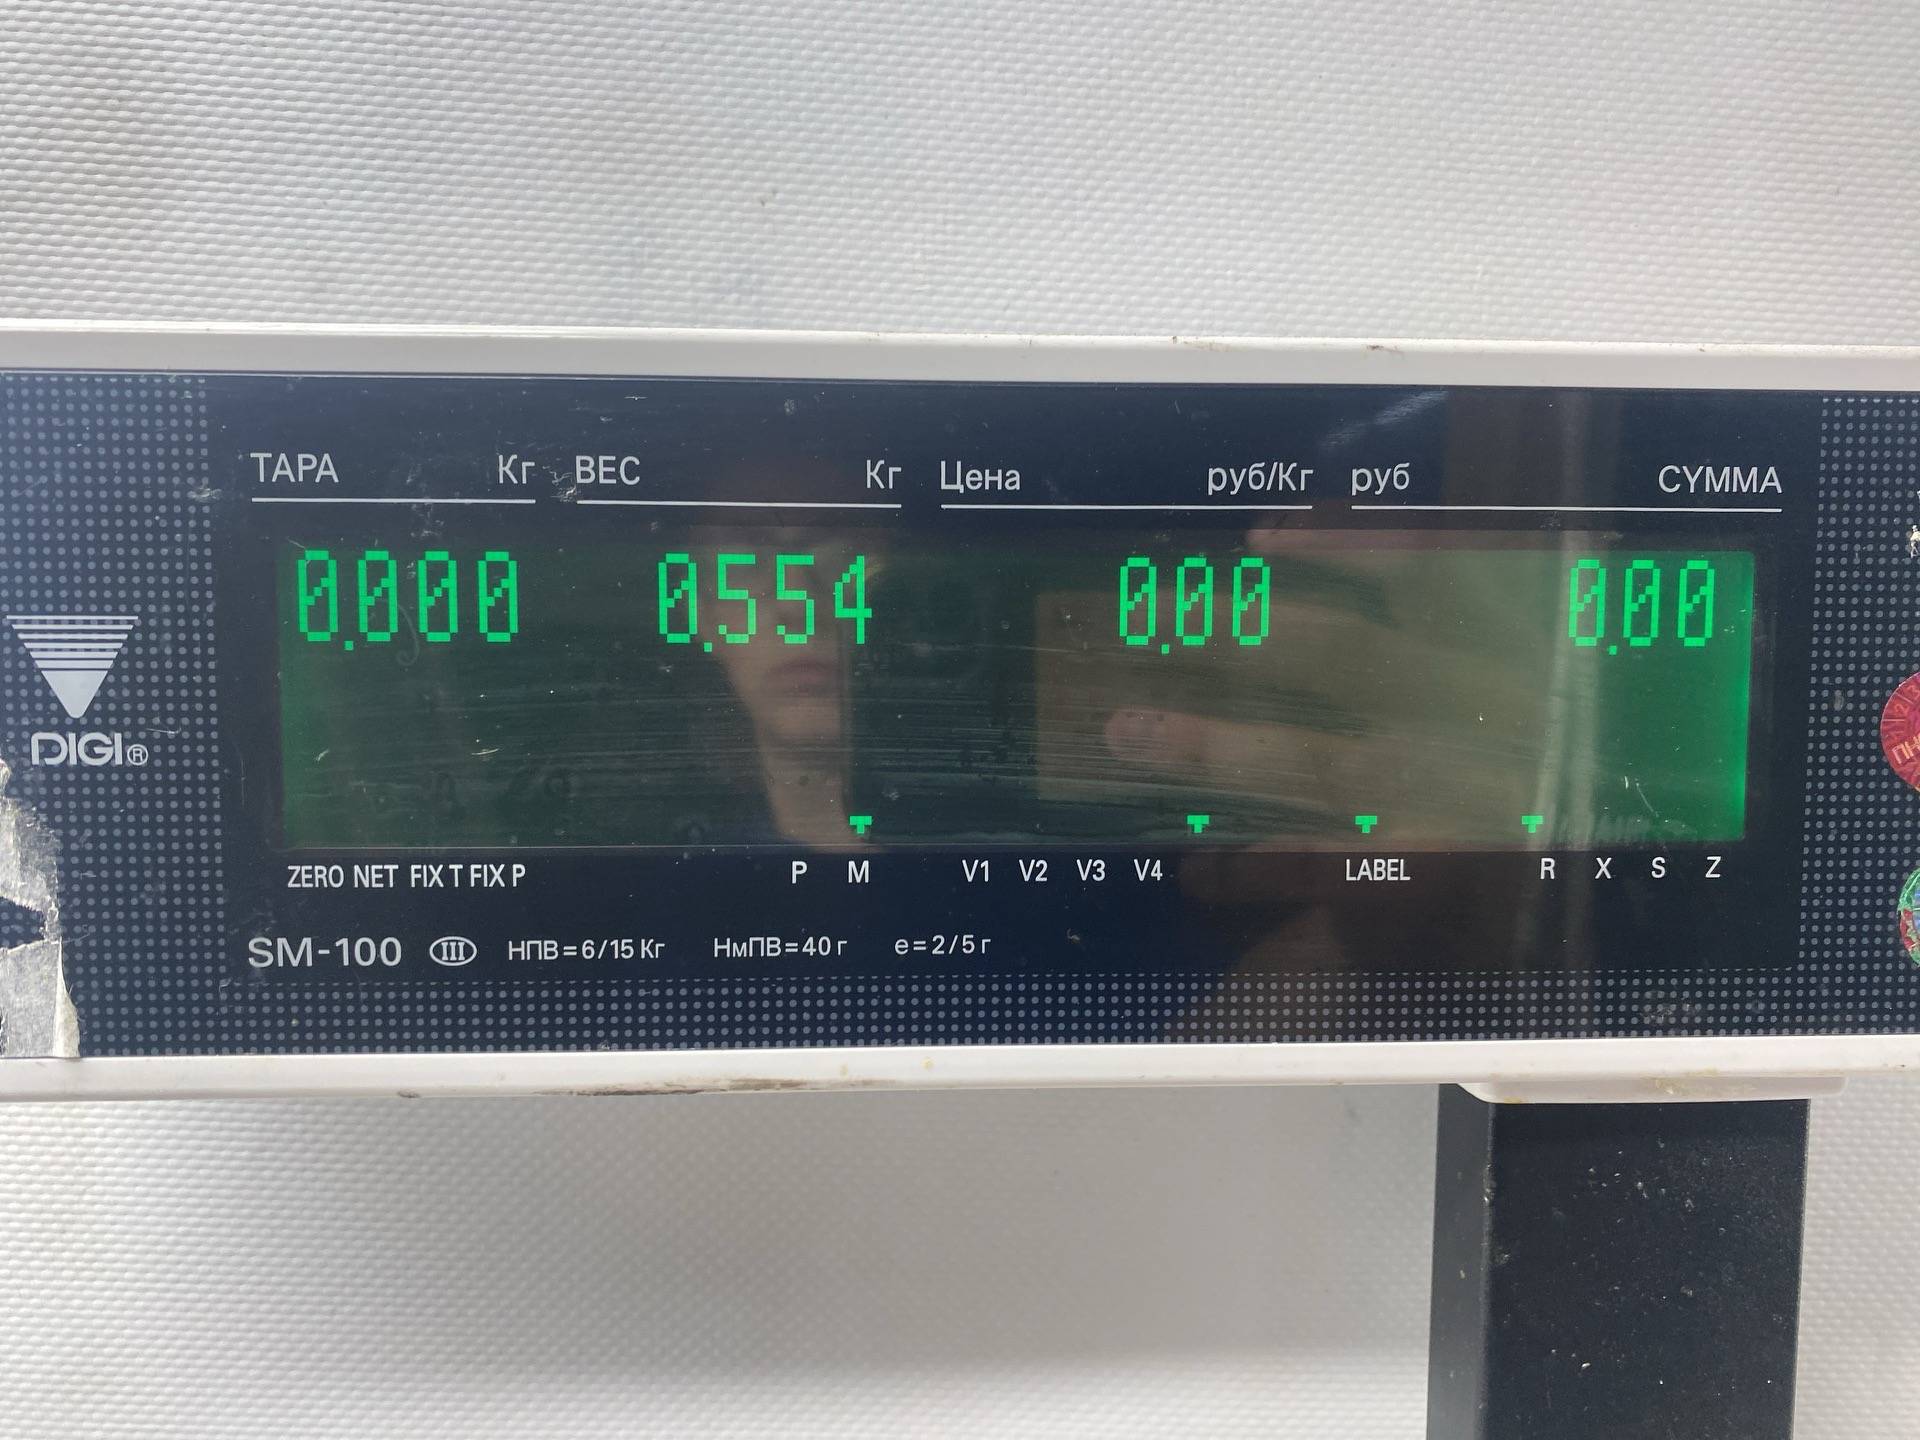 ТАРА Кг ВЕС Кг Цена руб/Кг руб СУММА
0.000 0.554 0.00 0.00
DIGI®
ZERO NET FIX T FIX P P M V1 V2 V3 V4 LABEL R X S Z
SM-100 III НПВ=6/15 Кг НмПВ=40 г e=2/5 г